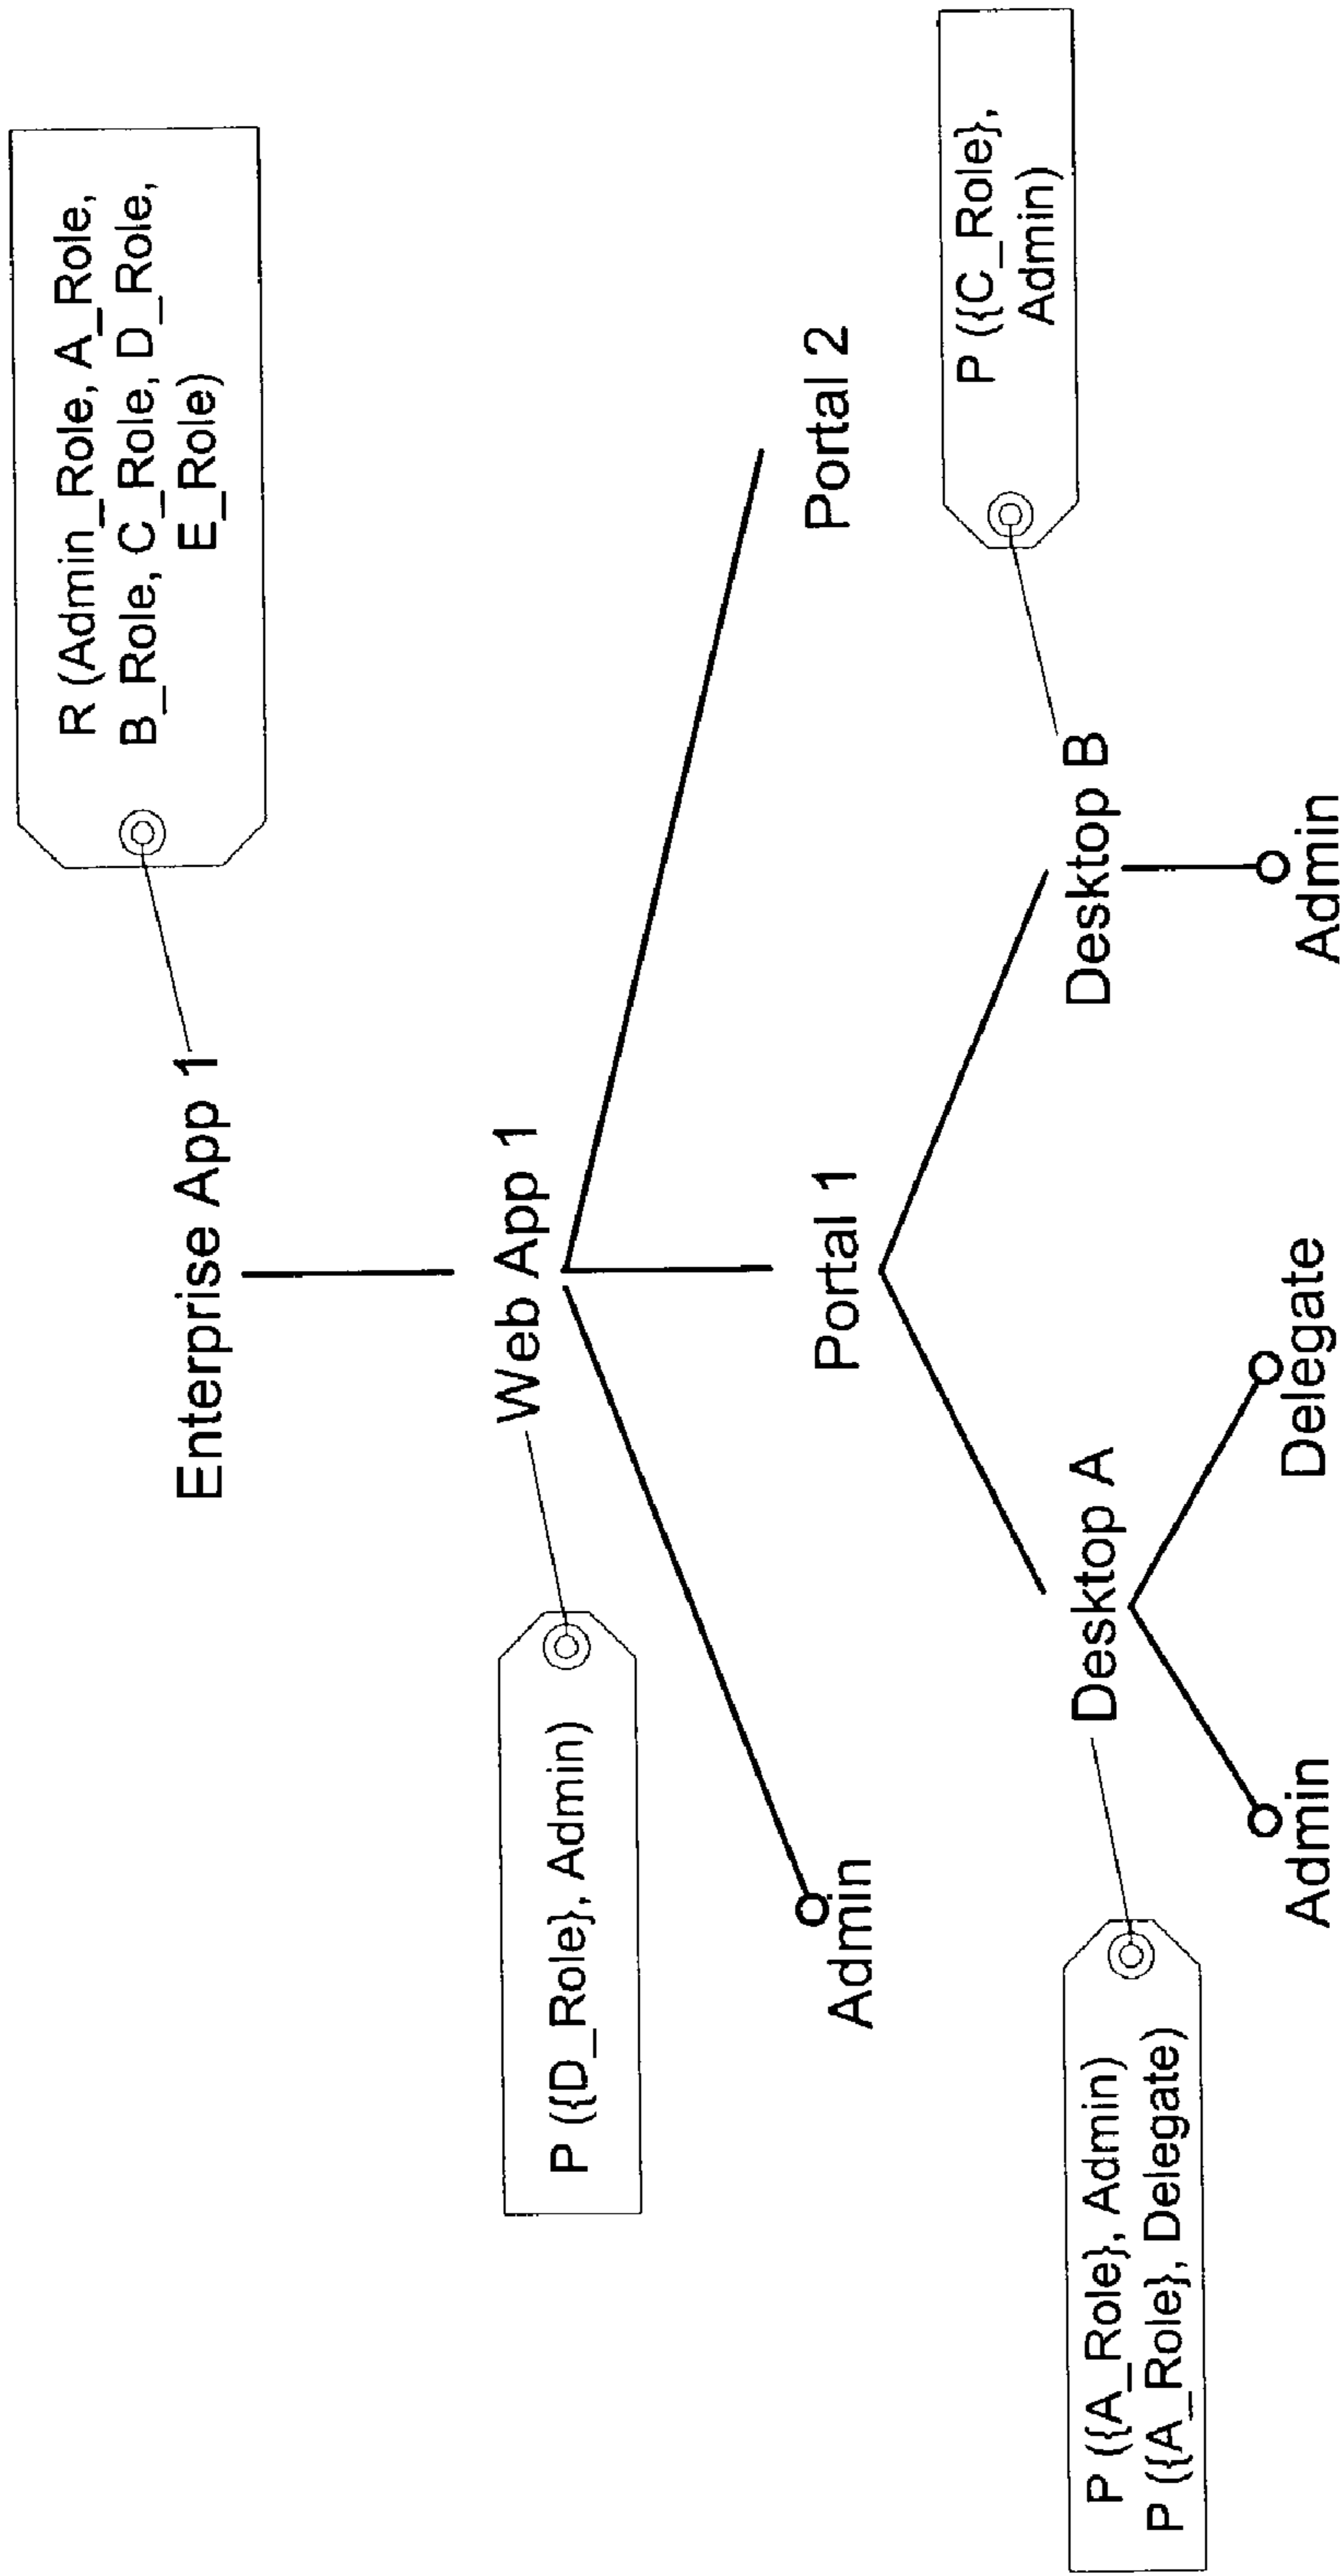 R (Admin_Role, A_Role,
B_Role, C_Role, D_Role,
E_Role)
Enterprise App 1
P ({D_Role}, Admin)
Web App 1
Admin
Portal 1
Portal 2
P ({A_Role}, Admin)
P ({A_Role}, Delegate)
Desktop A
Desktop B
P ({C_Role},
Admin)
Admin
Delegate
Admin